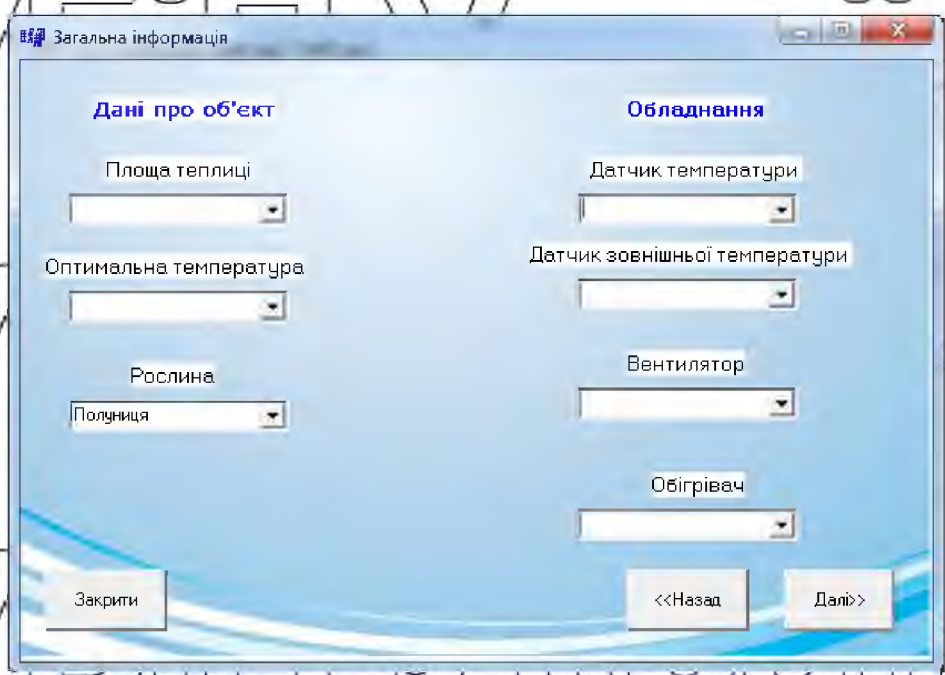 Загальна інформація
Дані про об'єкт
Площа теплиці
Оптимальна температура
Рослина
Полуниця
Обладнання
Датчик температури
Датчик зовнішньої температури
Вентилятор
Обігрівач
Закрити
<<Назад
Далі>>